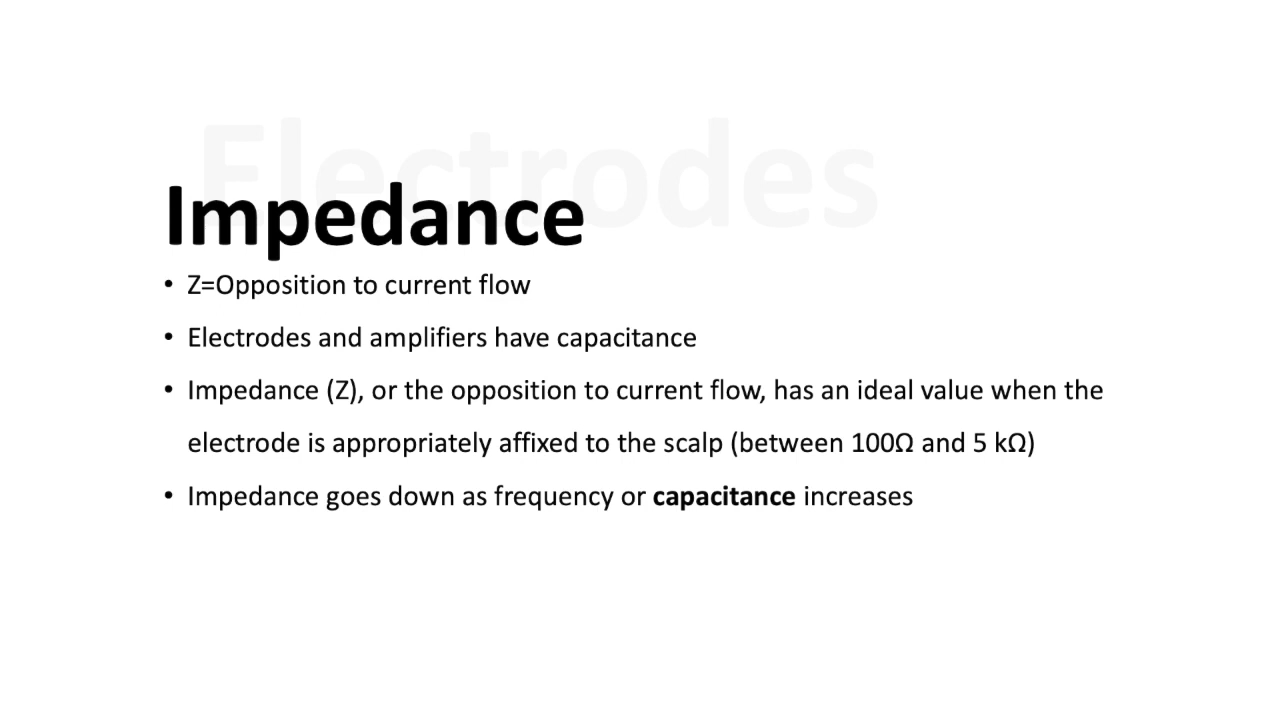 Electrodes
Impedance
• Z=Opposition to current flow
• Electrodes and amplifiers have capacitance
• Impedance (Z), or the opposition to current flow, has an ideal value when the
electrode is appropriately affixed to the scalp (between 100Ω and 5 kΩ)
• Impedance goes down as frequency or capacitance increases